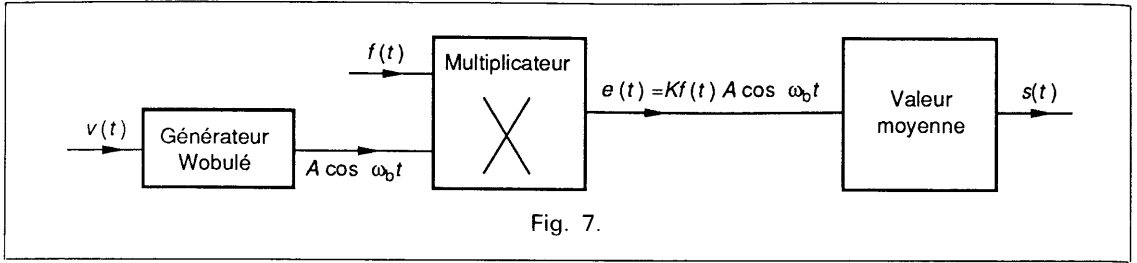 f(t)
Multiplicateur
e(t) =Kf(t) A cos ω_b t
Valeur
moyenne
s(t)
v(t)
Générateur
Wobulé
A cos ω_b t
Fig. 7.